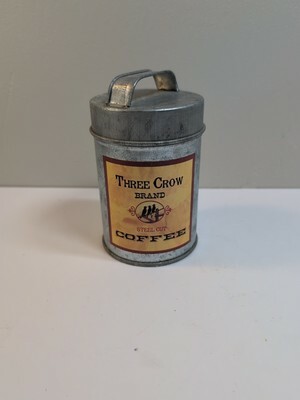 THREE CROW
BRAND
STEEL CUT
COFFEE